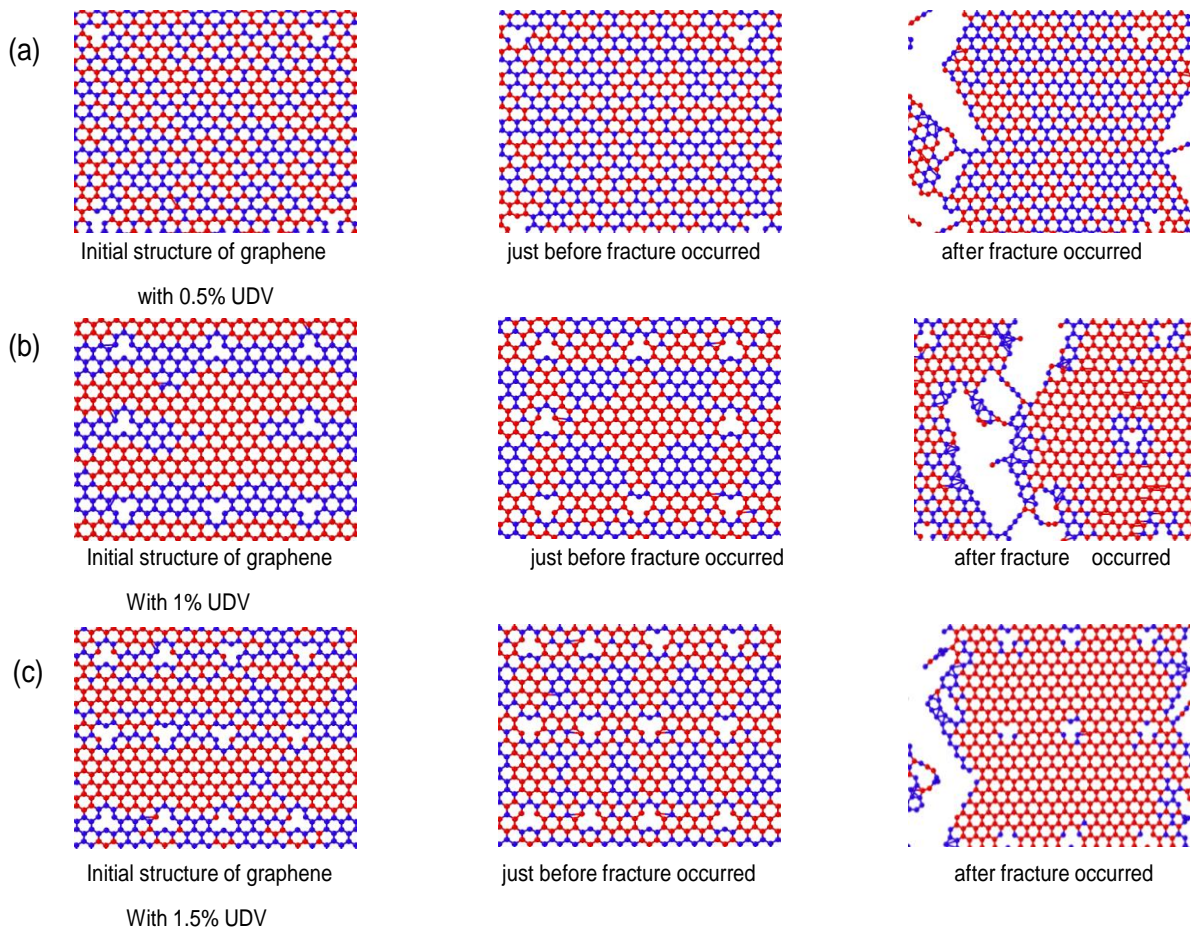 (a)
Initial structure of graphene
with 0.5% UDV
just before fracture occurred
after fracture occurred
(b)
Initial structure of graphene
With 1% UDV
just before fracture occurred
after fracture occurred
(c)
Initial structure of graphene
With 1.5% UDV
just before fracture occurred
after fracture occurred